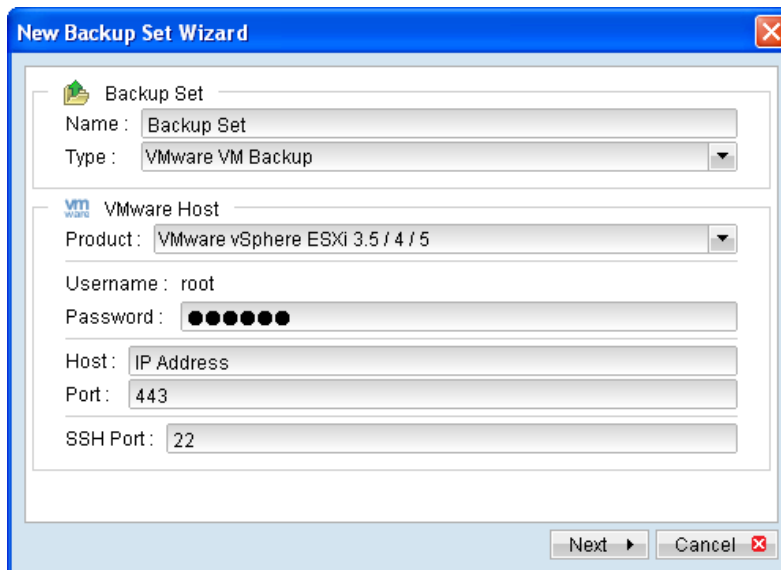 New Backup Set Wizard
Backup Set
Name : Backup Set
Type : VMware VM Backup
vm ware VMware Host
Product : VMware vSphere ESXi 3.5 / 4 / 5
Username : root
Password : ●●●●●●
Host : IP Address
Port : 443
SSH Port : 22
Next Cancel